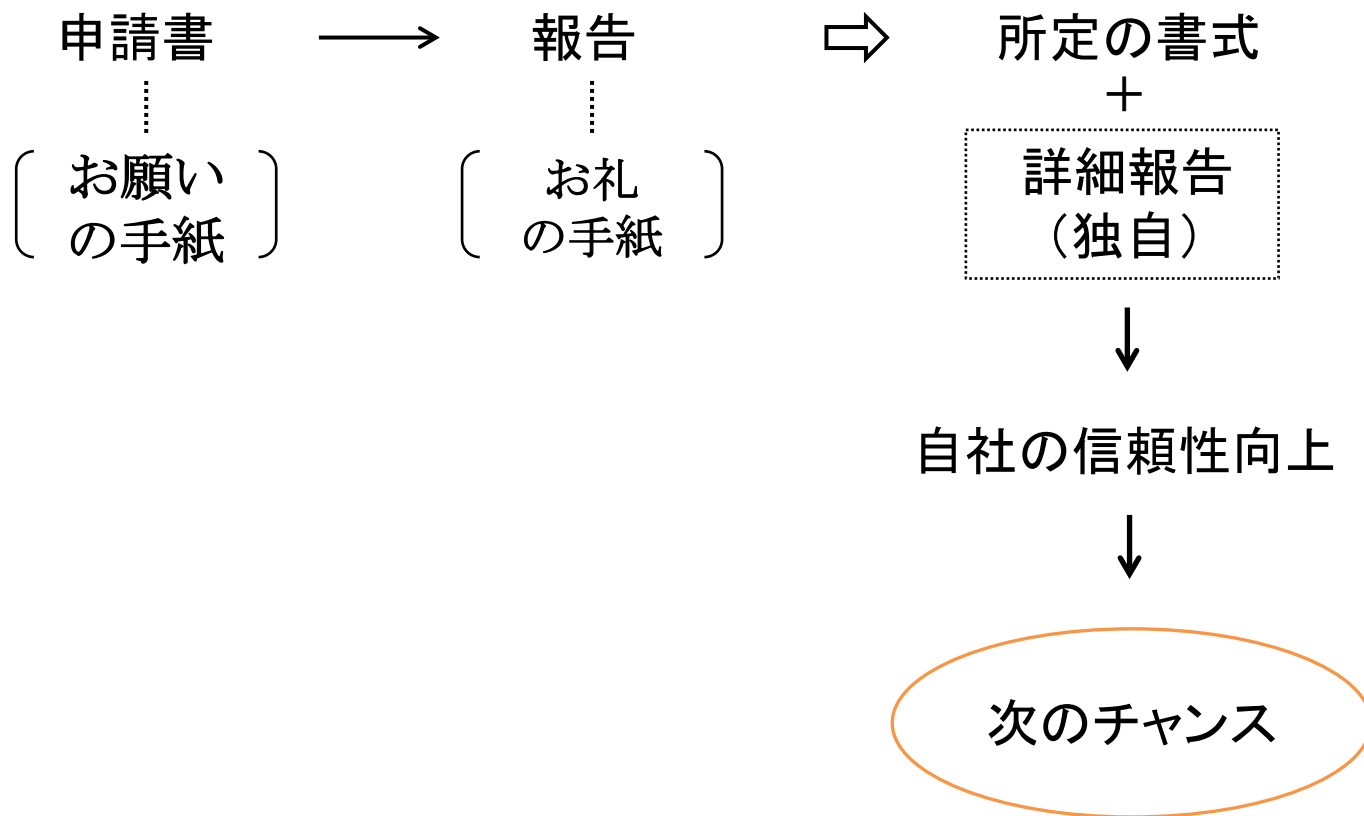 申請書
報告
所定の書式
＋
お願い
の手紙
お礼
の手紙
詳細報告
（独自）
自社の信頼性向上
次のチャンス